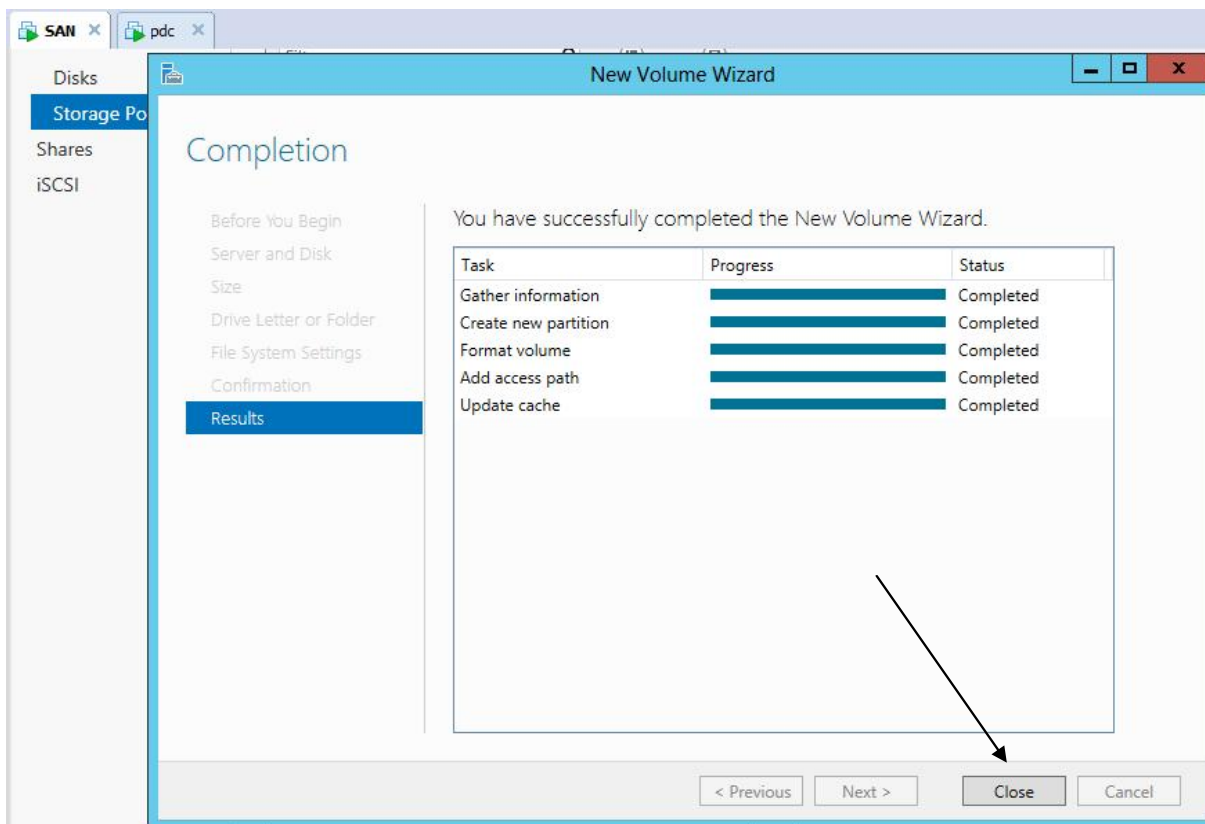 SAN pdc
New Volume Wizard
Disks
Storage Po
Shares
iSCSI
Completion
Before You Begin
Server and Disk
Size
Drive Letter or Folder
File System Settings
Confirmation
Results
You have successfully completed the New Volume Wizard.
Task Progress Status
Gather information Completed
Create new partition Completed
Format volume Completed
Add access path Completed
Update cache Completed
< Previous Next > Close Cancel